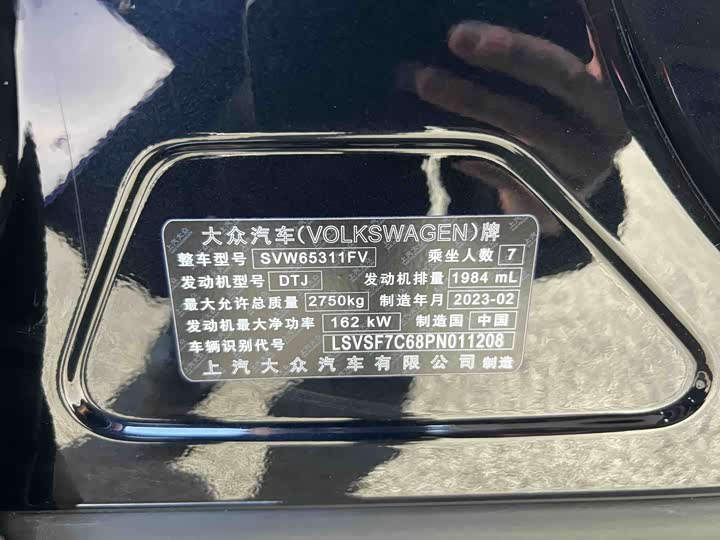 大众汽车(VOLKSWAGEN)牌
整车型号 SVW65311FV 乘坐人数 7
发动机型号 DTJ 发动机排量 1984 mL
最大允许总质量 2750kg 制造年月 2023-02
发动机最大净功率 162 kW 制造国 中国
车辆识别代号 LSVSF7C68PN011208
上汽大众汽车有限公司 制造